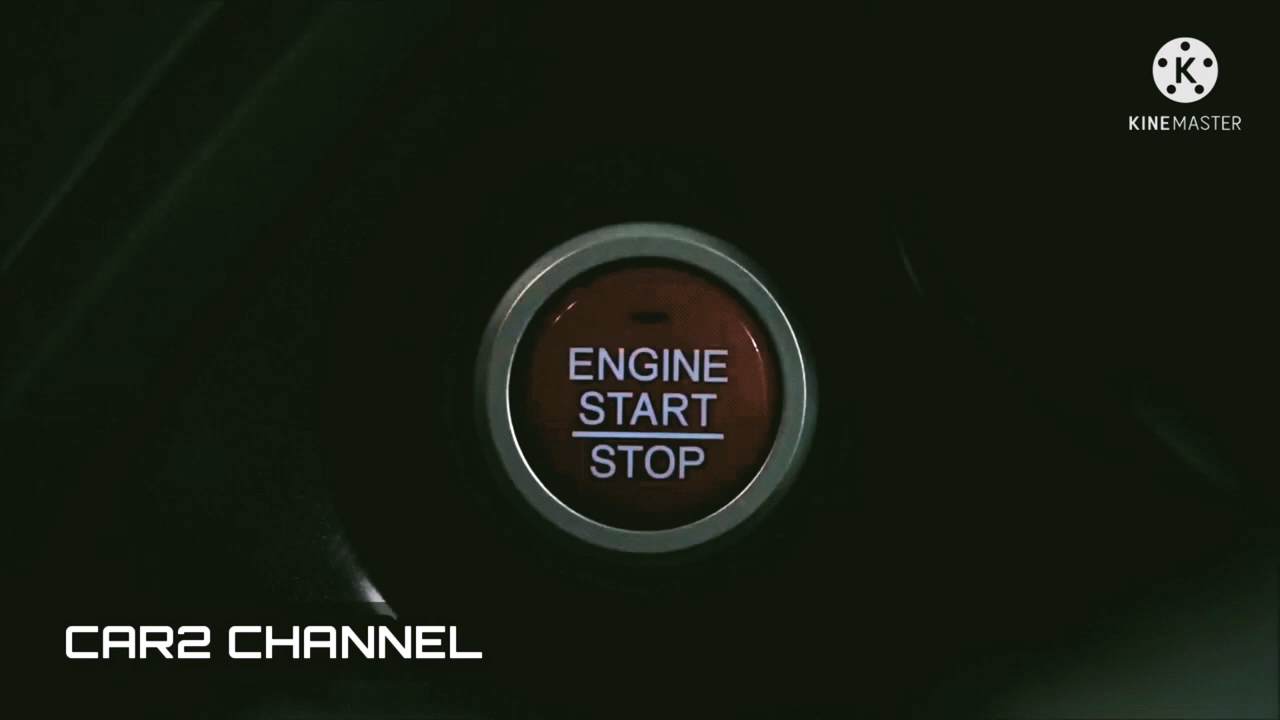 K
KINEMASTER
ENGINE
START
STOP
CAR2 CHANNEL